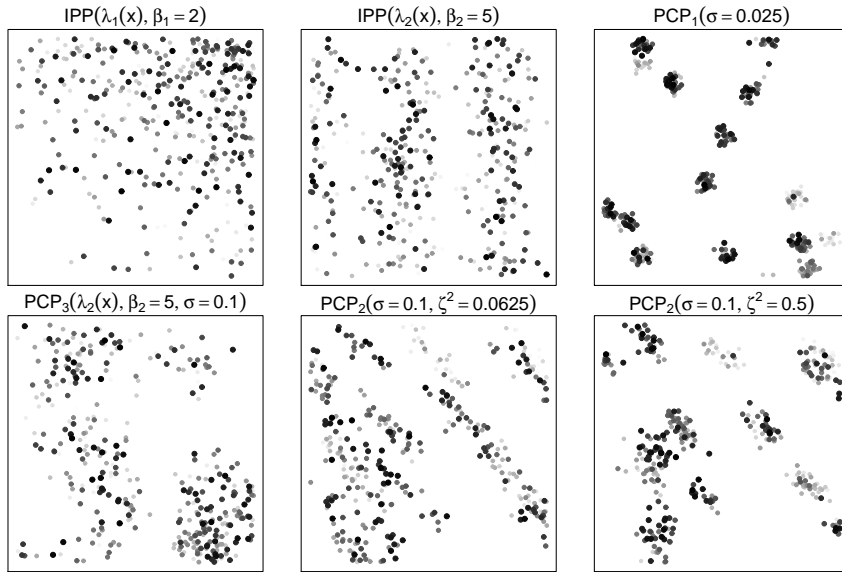 IPP(λ₁(x), β₁ = 2)
IPP(λ₂(x), β₂ = 5)
PCP₁(σ = 0.025)
PCP₃(λ₂(x), β₂ = 5, σ = 0.1)
PCP₂(σ = 0.1, ζ² = 0.0625)
PCP₂(σ = 0.1, ζ² = 0.5)